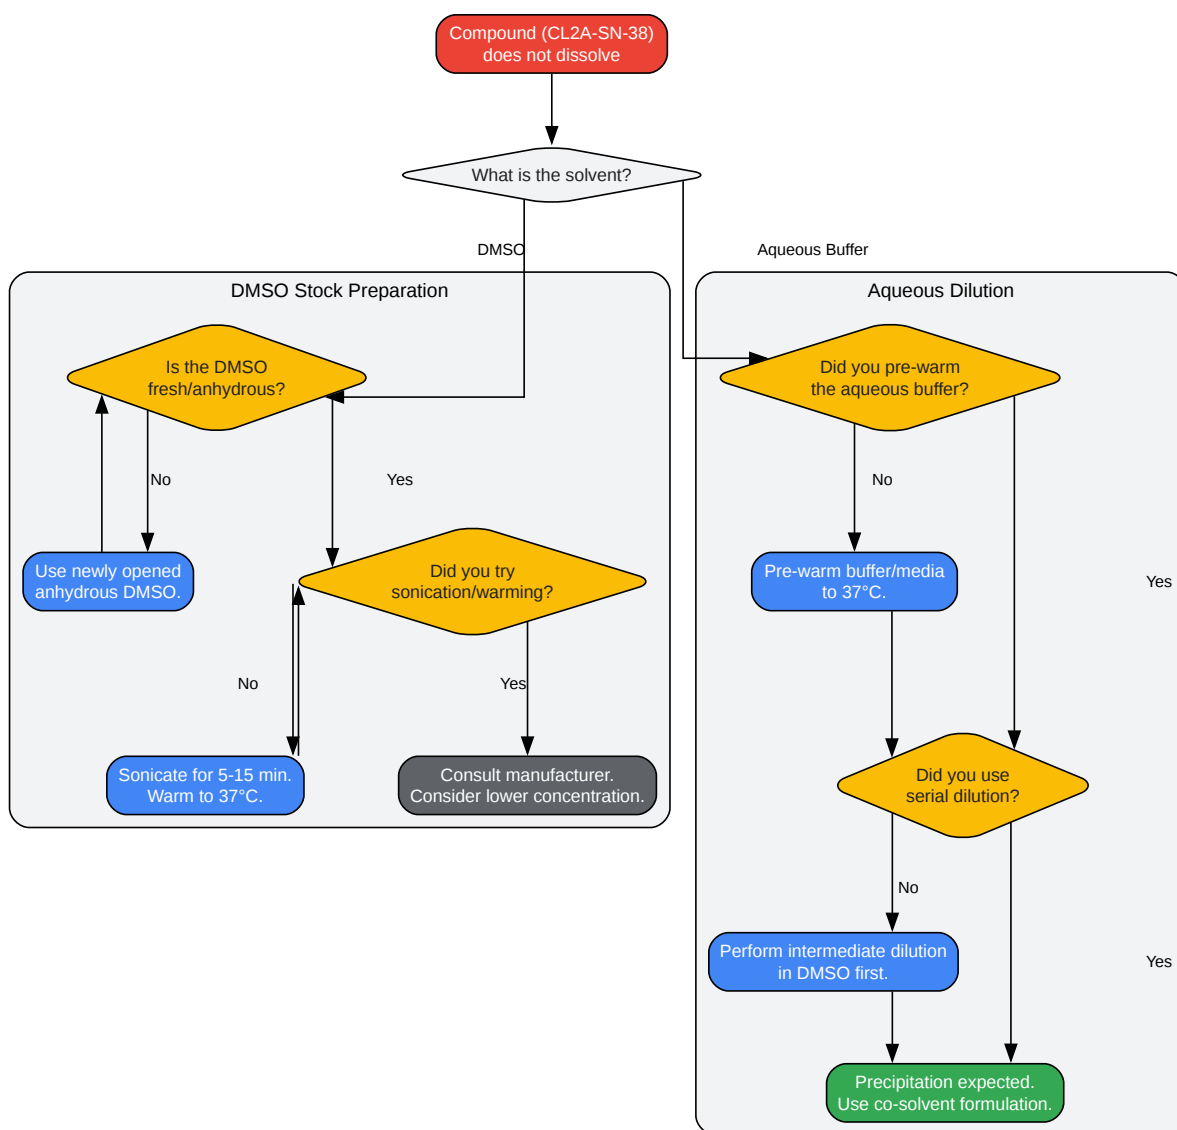 Compound (CL2A-SN-38)
does not dissolve
What is the solvent?
DMSO
Aqueous Buffer
DMSO Stock Preparation
Is the DMSO
fresh/anhydrous?
No
Yes
Use newly opened
anhydrous DMSO.
Did you try
sonication/warming?
No
Yes
Sonicate for 5-15 min.
Warm to 37°C.
Consult manufacturer.
Consider lower concentration.
Aqueous Dilution
Did you pre-warm
the aqueous buffer?
No
Yes
Pre-warm buffer/media
to 37°C.
Did you use
serial dilution?
No
Yes
Perform intermediate dilution
in DMSO first.
Precipitation expected.
Use co-solvent formulation.